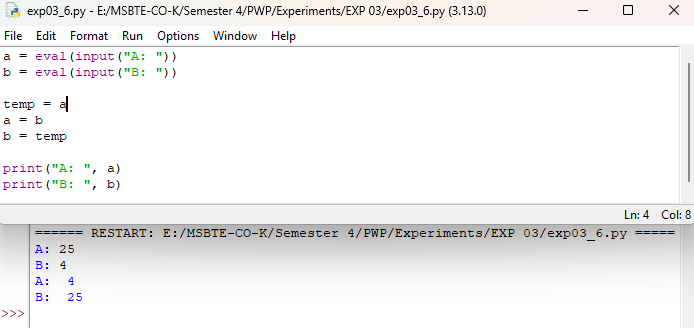 exp03_6.py - E:/MSBTE-CO-K/Semester 4/PWP/Experiments/EXP 03/exp03_6.py (3.13.0)
File Edit Format Run Options Window Help
a = eval(input("A: "))
b = eval(input("B: "))
temp = a
a = b
b = temp
print("A: ", a)
print("B: ", b)
Ln: 4 Col: 8
====== RESTART: E:/MSBTE-CO-K/Semester 4/PWP/Experiments/EXP 03/exp03_6.py =====
A: 25
B: 4
A:  4
B:  25
>>>